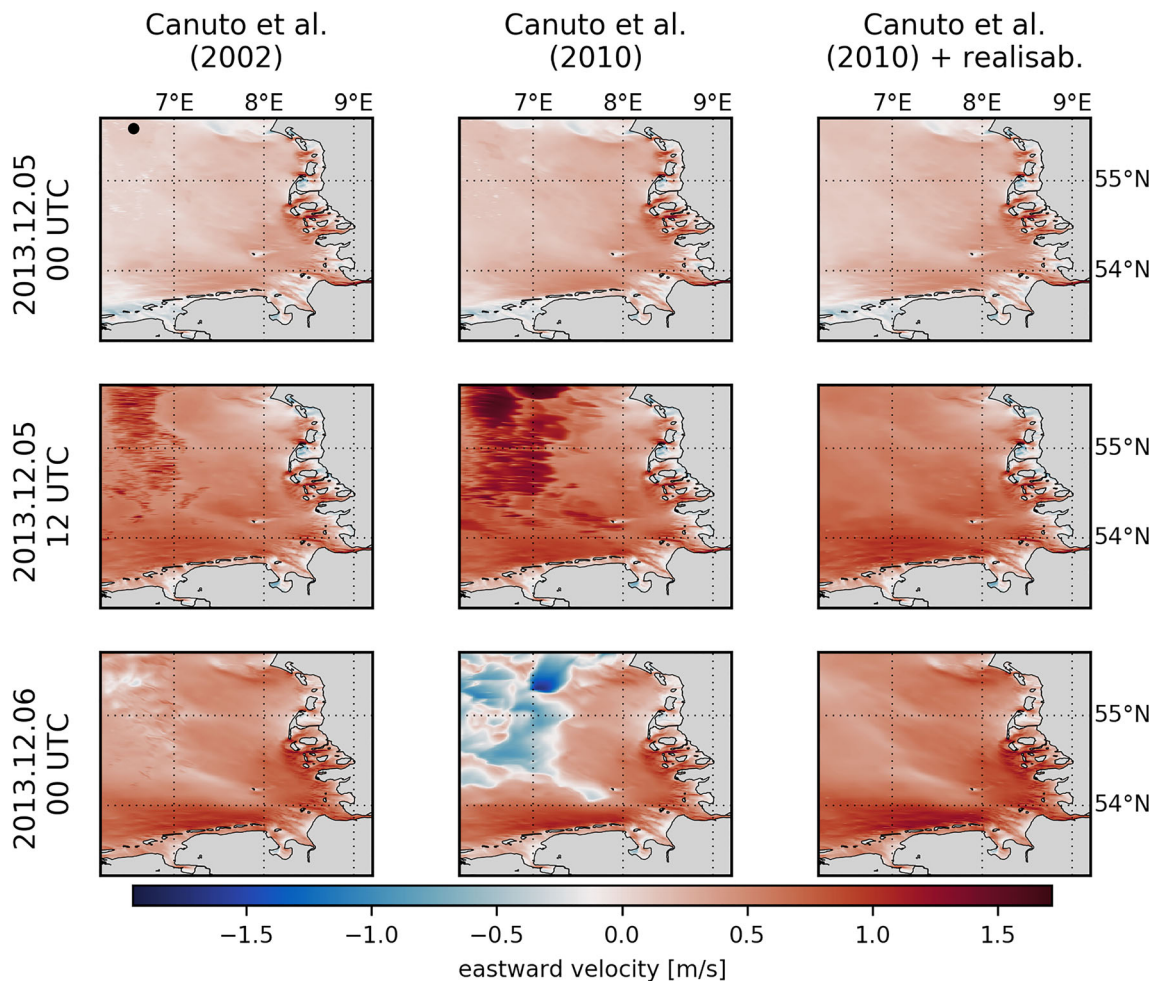 Canuto et al.
(2002)
Canuto et al.
(2010)
Canuto et al.
(2010) + realisab.
7°E 8°E 9°E
7°E 8°E 9°E
7°E 8°E 9°E
2013.12.05
00 UTC
55°N
54°N
2013.12.05
12 UTC
55°N
54°N
2013.12.06
00 UTC
55°N
54°N
−1.5 −1.0 −0.5 0.0 0.5 1.0 1.5
eastward velocity [m/s]